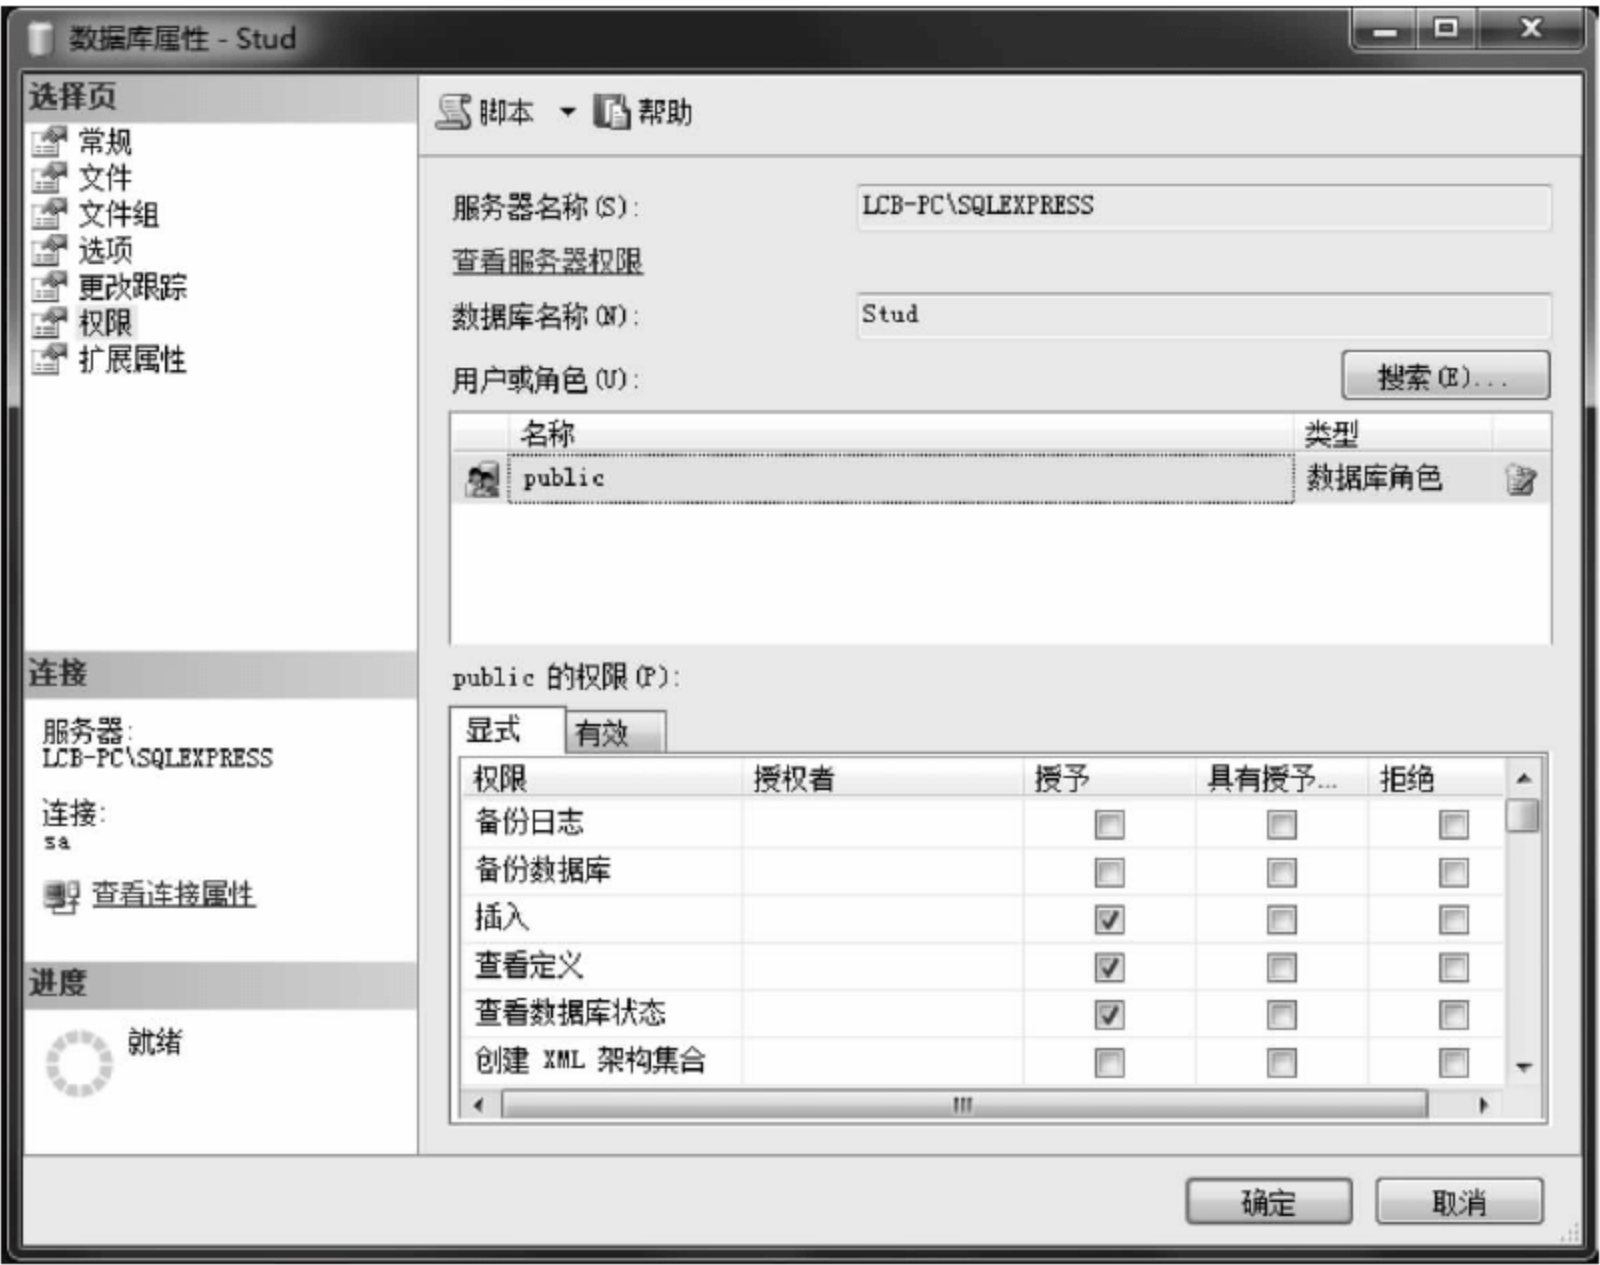 数据库属性 - Stud
选择页
常规
文件
文件组
选项
更改跟踪
权限
扩展属性
连接
服务器:
LCB-PC\SQLEXPRESS
连接:
sa
查看连接属性
进度
就绪
脚本 帮助
服务器名称(S): LCB-PC\SQLEXPRESS
查看服务器权限
数据库名称(N): Stud
用户或角色(U): 搜索(E)...
名称 类型
public 数据库角色
public 的权限(P):
显式 有效
权限 授权者 授予 具有授予... 拒绝
备份日志
备份数据库
插入
查看定义
查看数据库状态
创建 XML 架构集合
确定 取消